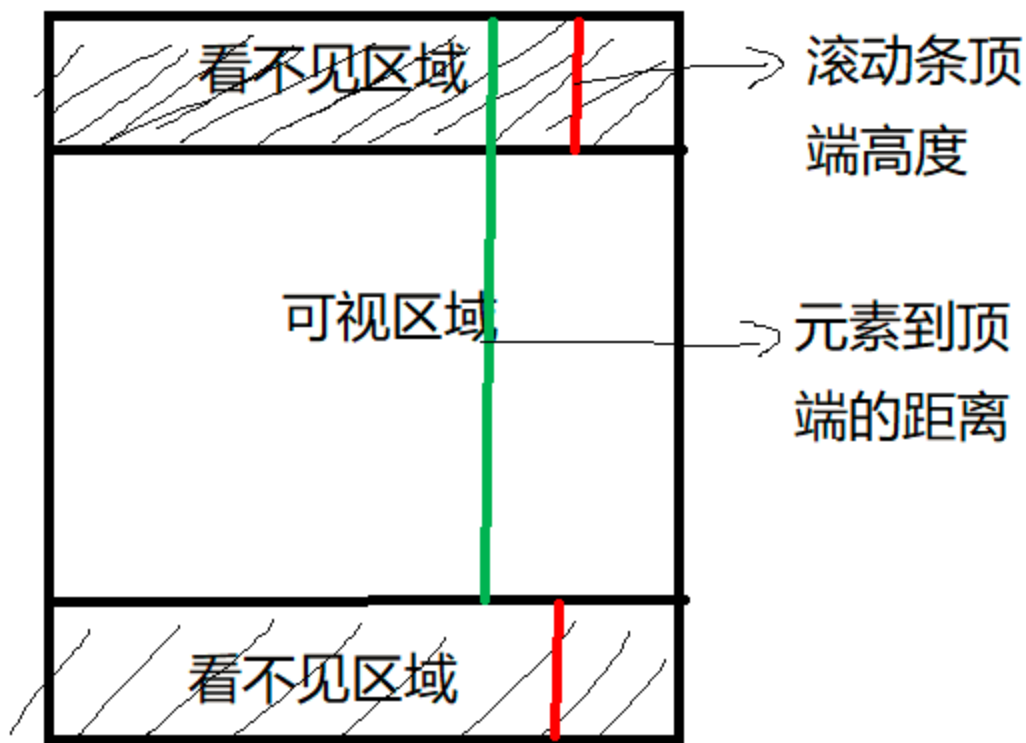 看不见区域
滚动条顶
端高度
可视区域
元素到顶
端的距离
看不见区域